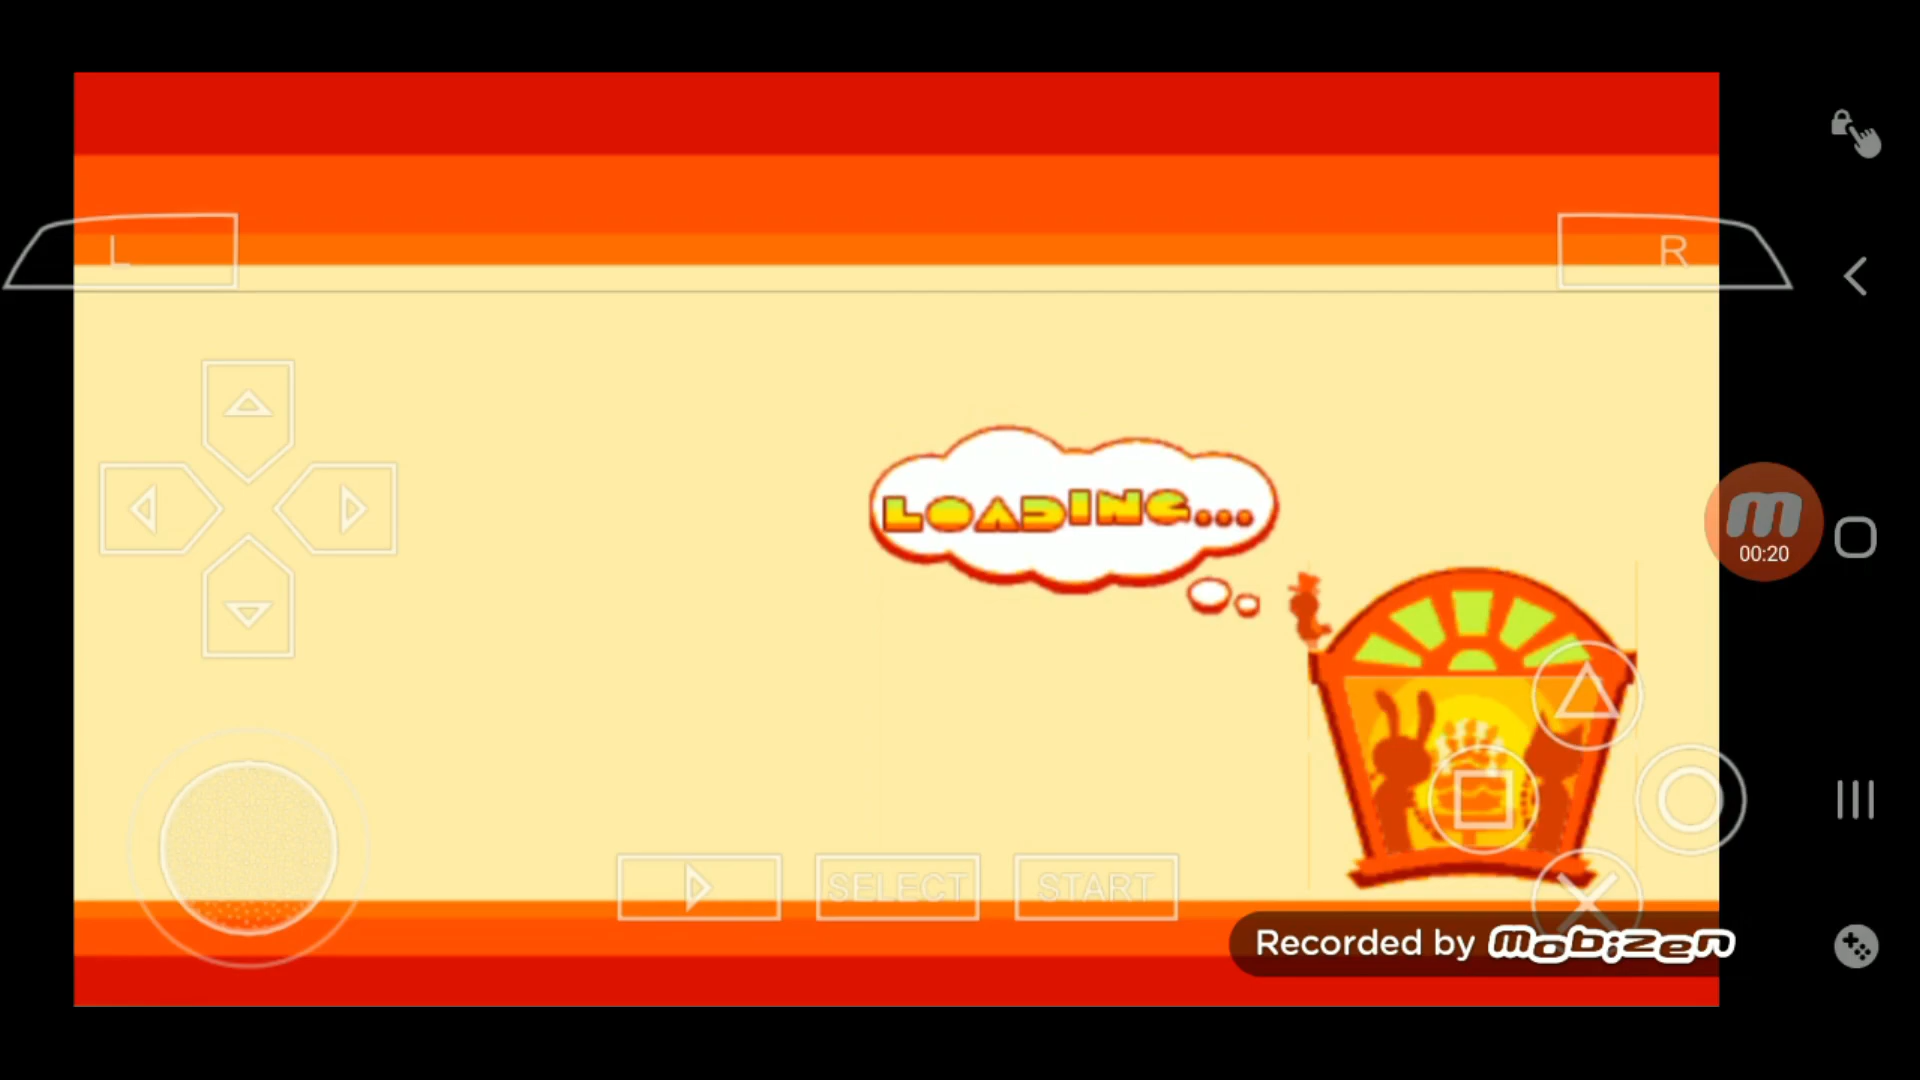 L
R
LOADING...
00:20
SELECT
START
Recorded by mobizen